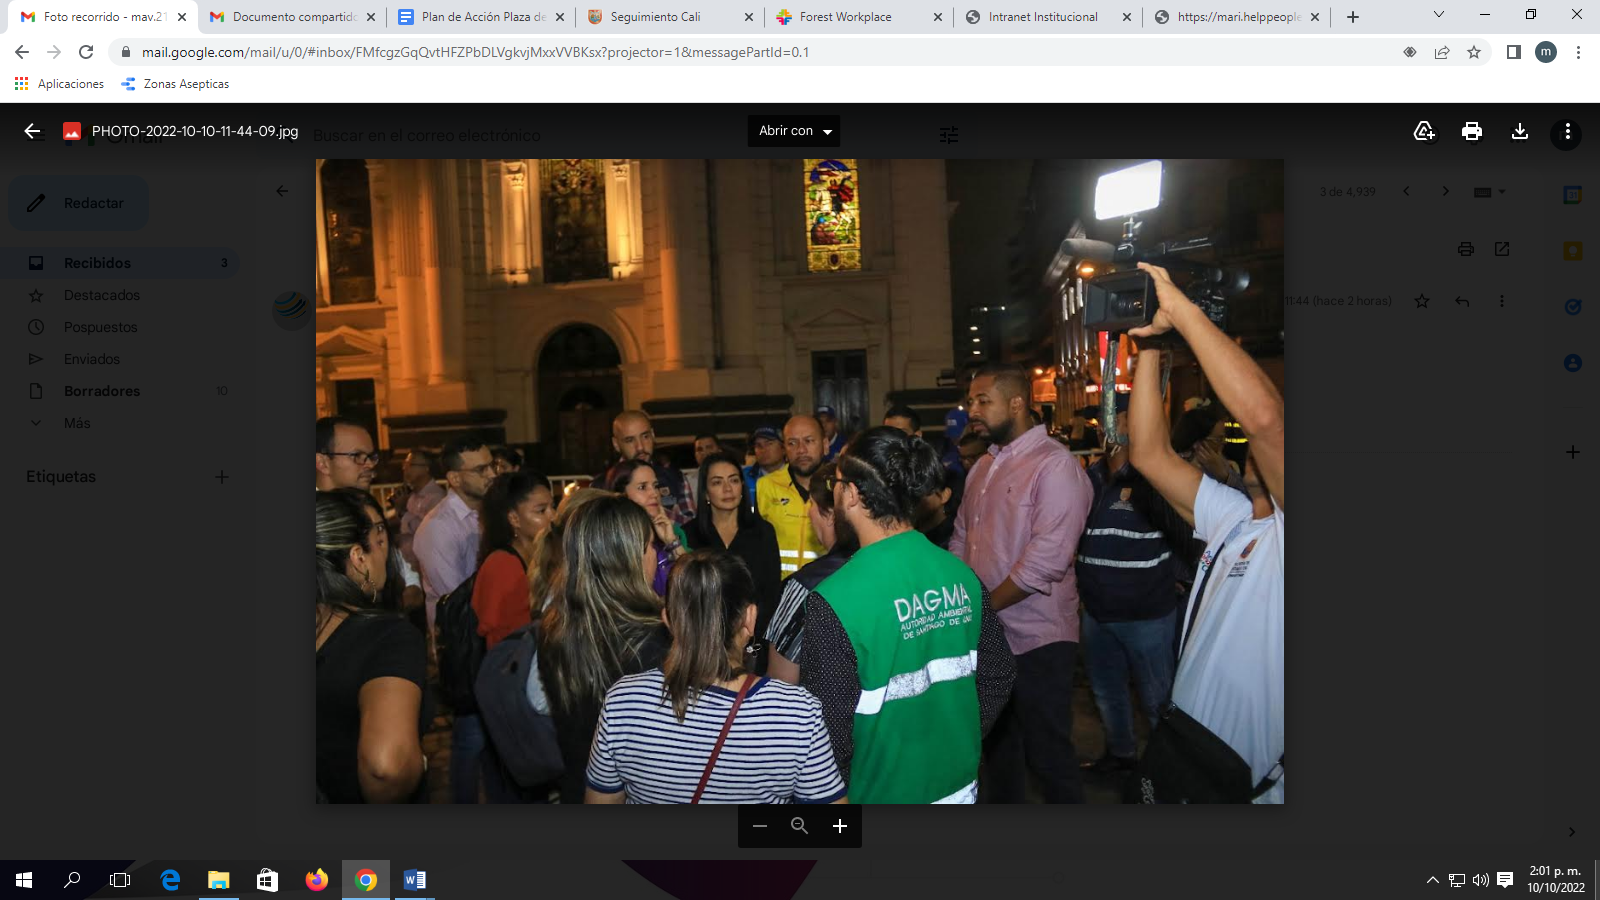 Foto recorrido - mav.21
Documento compartido
Plan de Acción Plaza de
Seguimiento Cali
Forest Workplace
Intranet Institucional
https://mari.helppeople
mail.google.com/mail/u/0/#inbox/FMfcgzGqQvtHFZPbDLVgkvjMxxVVBKsx?projector=1&messagePartId=0.1
m
Aplicaciones
Zonas Asepticas
PHOTO-2022-10-10-11-44-09.jpg
Buscar en el correo electrónico
Abrir con
Redactar
3 de 4,939
Recibidos 3
Destacados
11:44 (hace 2 horas)
Pospuestos
Enviados
Borradores 10
Más
Etiquetas
DAGMA
AUTORIDAD AMBIENTAL
DE SANTIAGO DE CALI
2:01 p. m.
10/10/2022